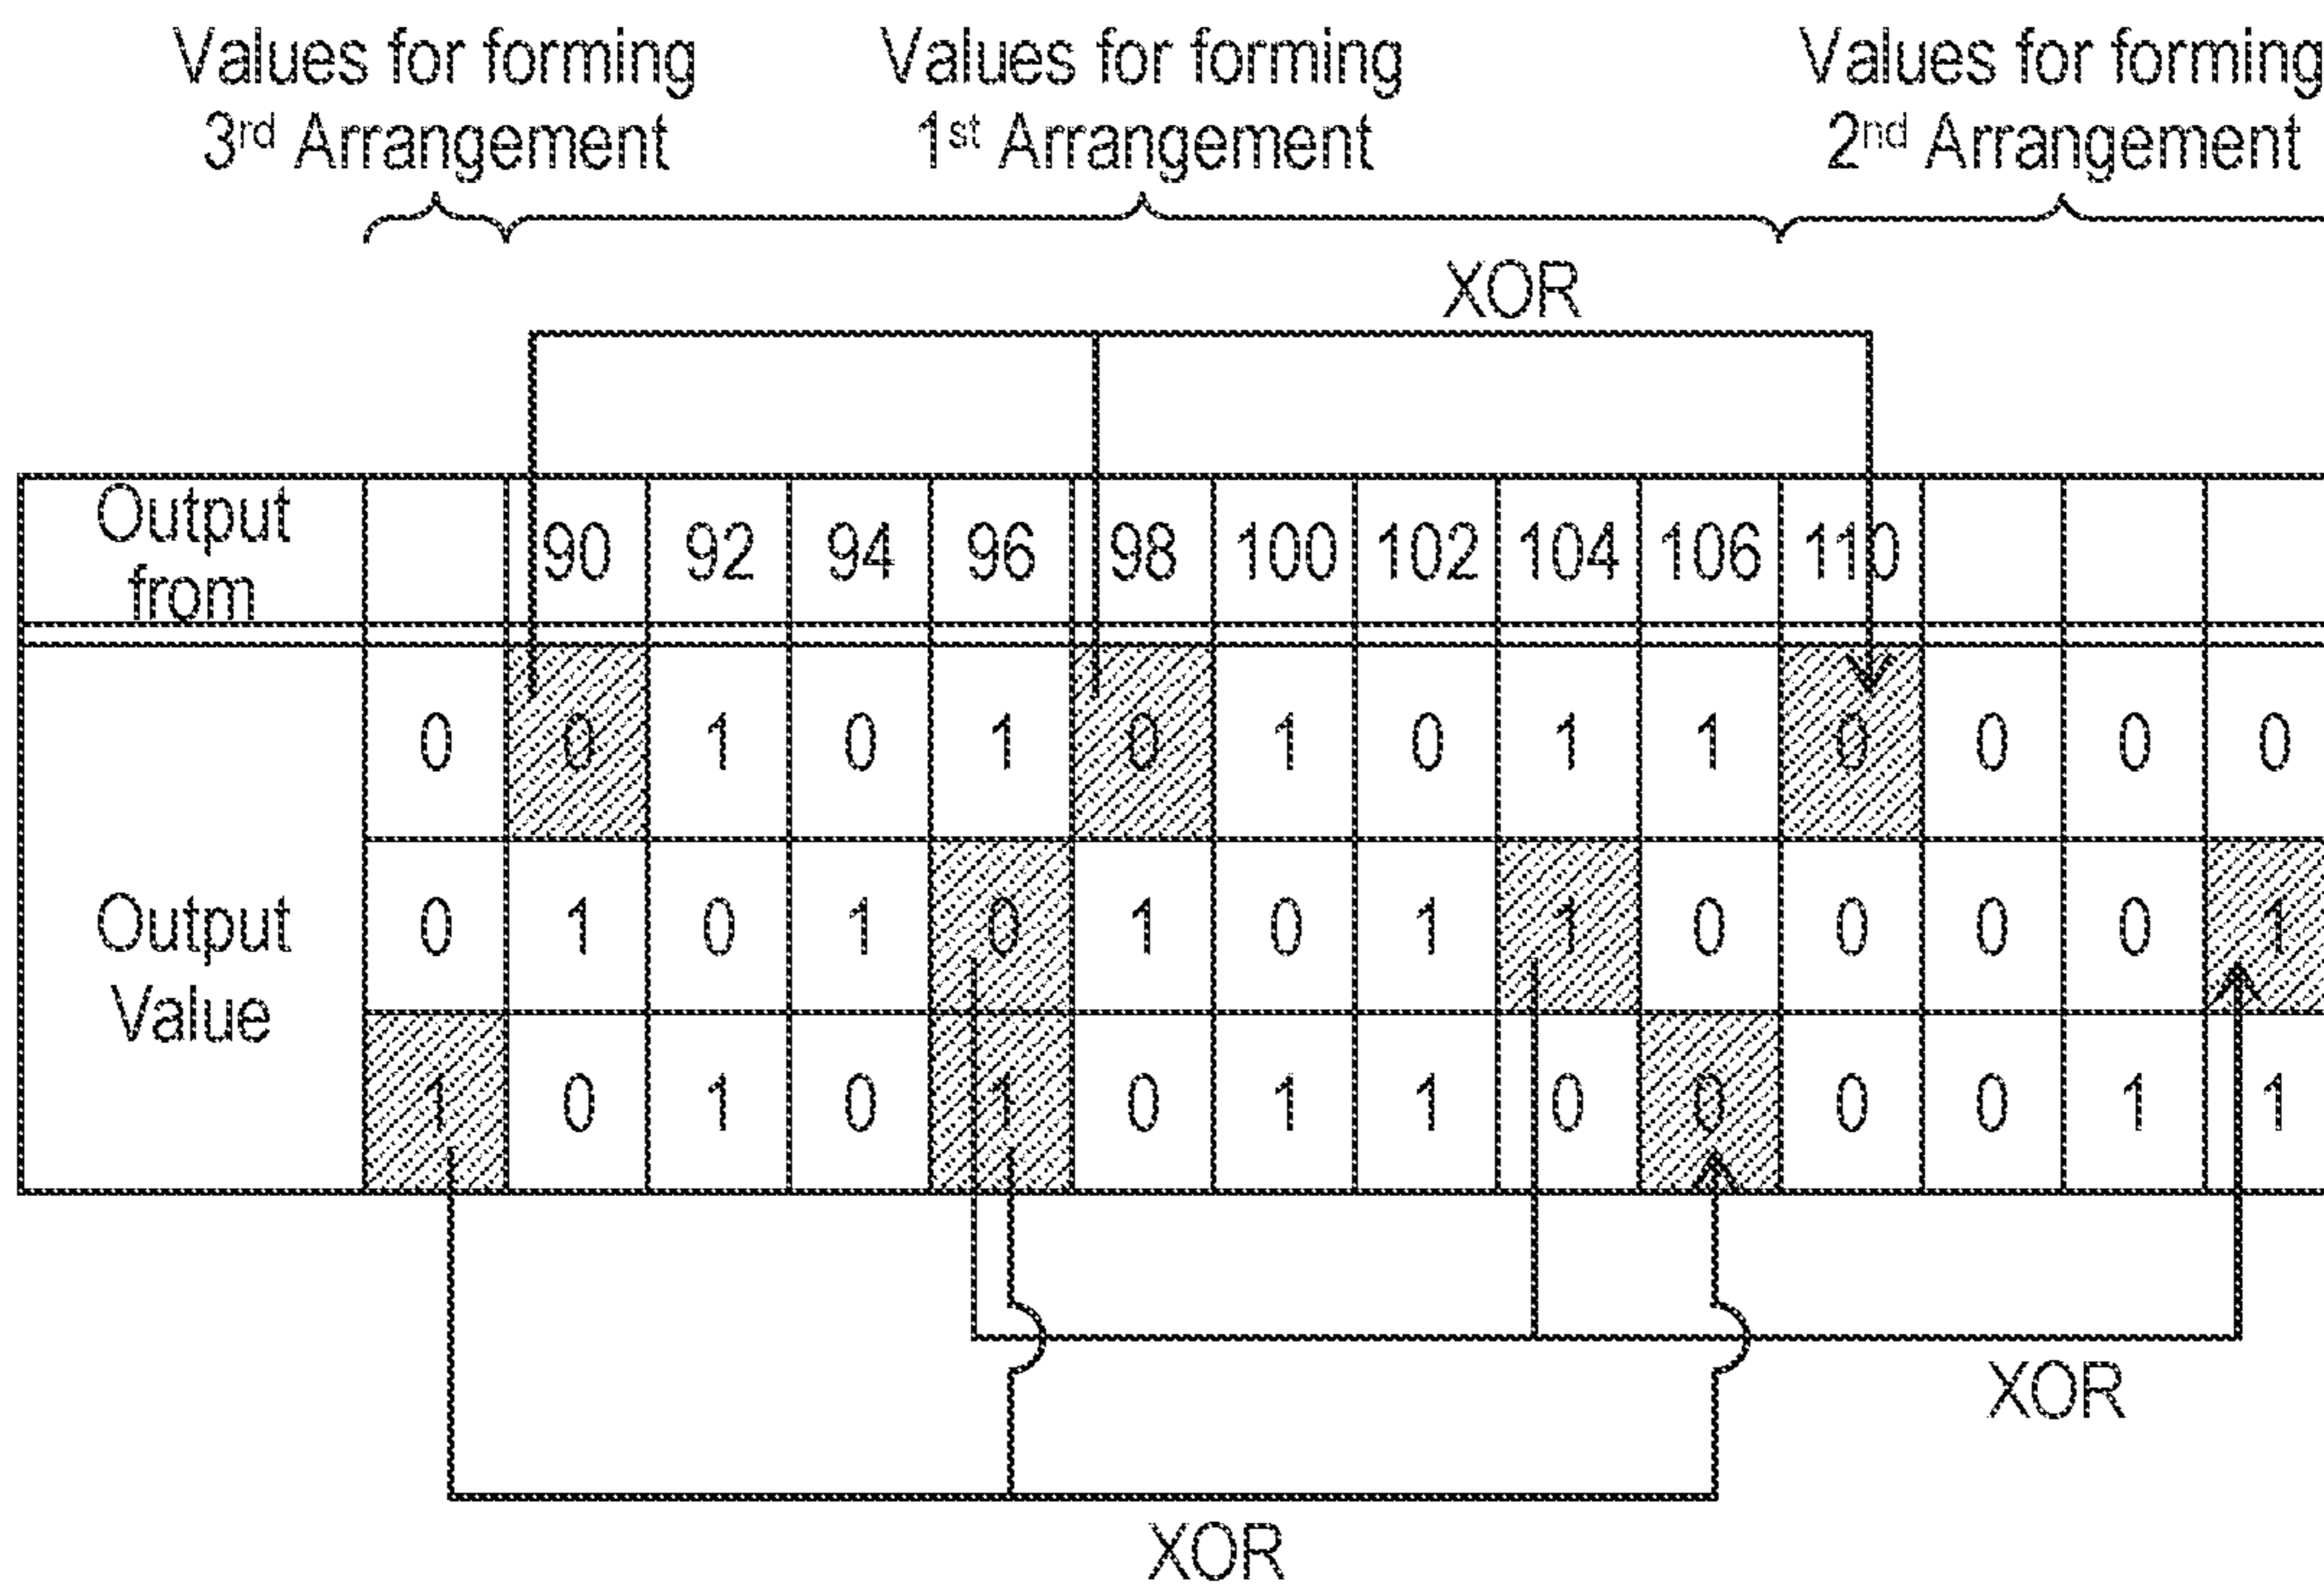 Values for forming
3rd Arrangement
Values for forming
1st Arrangement
Values for forming
2nd Arrangement
XOR
Output
from
90 92 94 96 98 100 102 104 106 110
Output
Value
0 0 1 0 1 0 1 0 1 1 0 0 0 0
0 1 0 1 0 1 0 1 1 0 0 0 0 1
1 0 1 0 1 0 1 1 0 0 0 0 1 1
XOR
XOR